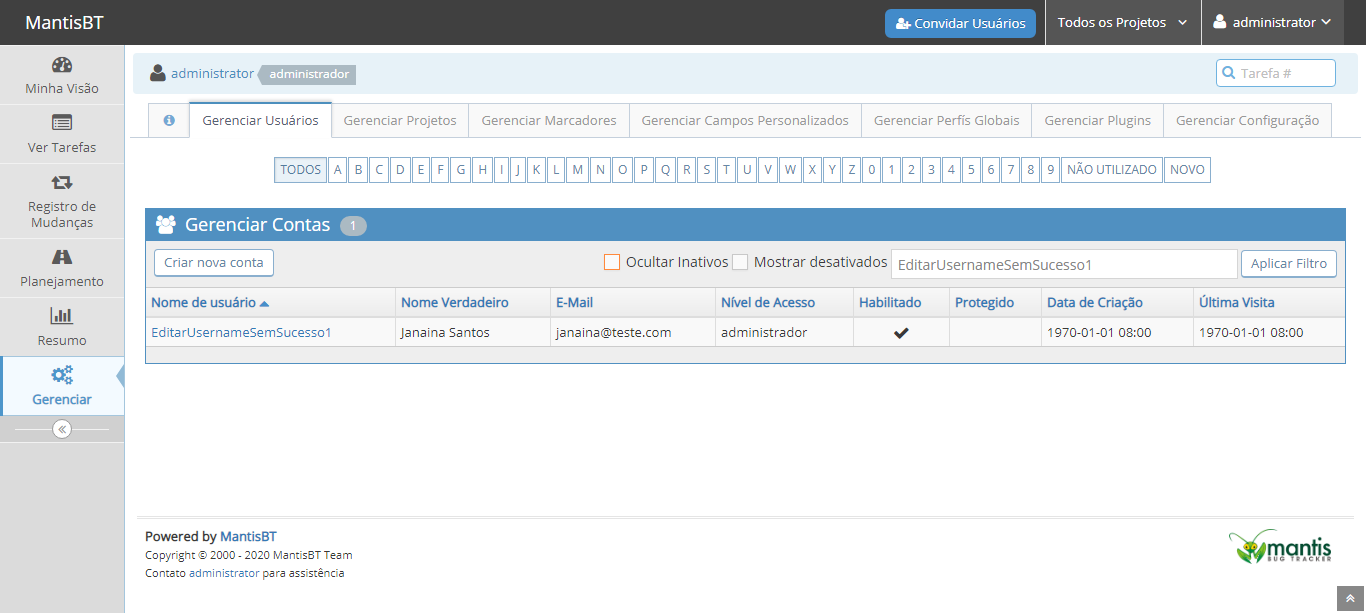 MantisBT
Convidar Usuários
Todos os Projetos
administrator
Minha Visão
Ver Tarefas
Registro de
Mudanças
Planejamento
Resumo
Gerenciar
administrator administrador
Tarefa #
Gerenciar Usuários Gerenciar Projetos Gerenciar Marcadores Gerenciar Campos Personalizados Gerenciar Perfís Globais Gerenciar Plugins Gerenciar Configuração
TODOS A B C D E F G H I J K L M N O P Q R S T U V W X Y Z 0 1 2 3 4 5 6 7 8 9 NÃO UTILIZADO NOVO
Gerenciar Contas 1
Criar nova conta Ocultar Inativos Mostrar desativados EditarUsernameSemSucesso1 Aplicar Filtro
Nome de usuário Nome Verdadeiro E-Mail Nível de Acesso Habilitado Protegido Data de Criação Última Visita
EditarUsernameSemSucesso1 Janaina Santos janaina@teste.com administrador 1970-01-01 08:00 1970-01-01 08:00
Powered by MantisBT
Copyright © 2000 - 2020 MantisBT Team
Contato administrator para assistência
mantis
BUG TRACKER